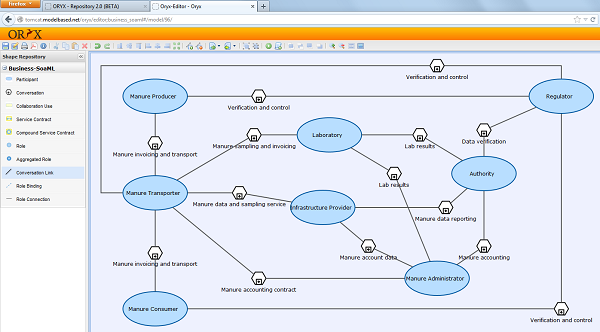 firefox
ORYX - Repository 2.0 (BETA)
Oryx-Editor - Oryx
tomcat.modelbased.net/oryx/editor;business_soaml#/model/96/
ORYX
Shape Repository
Business-SoaML
Participant
Conversation
Collaboration Use
Service Contract
Compound Service Contract
Role
Aggregated Role
Conversation Link
Role Binding
Role Connection
Verification and control
Manure Producer
Verification and control
Regulator
Manure invoicing and transport
Manure sampling and invoicing
Laboratory
Lab results
Data verification
Authority
Lab results
Manure Transporter
Manure data and sampling service
Infrastructure Provider
Manure data reporting
Manure invoicing and transport
Manure account data
Manure accounting
Manure accounting contract
Manure Administrator
Manure Consumer
Verification and control